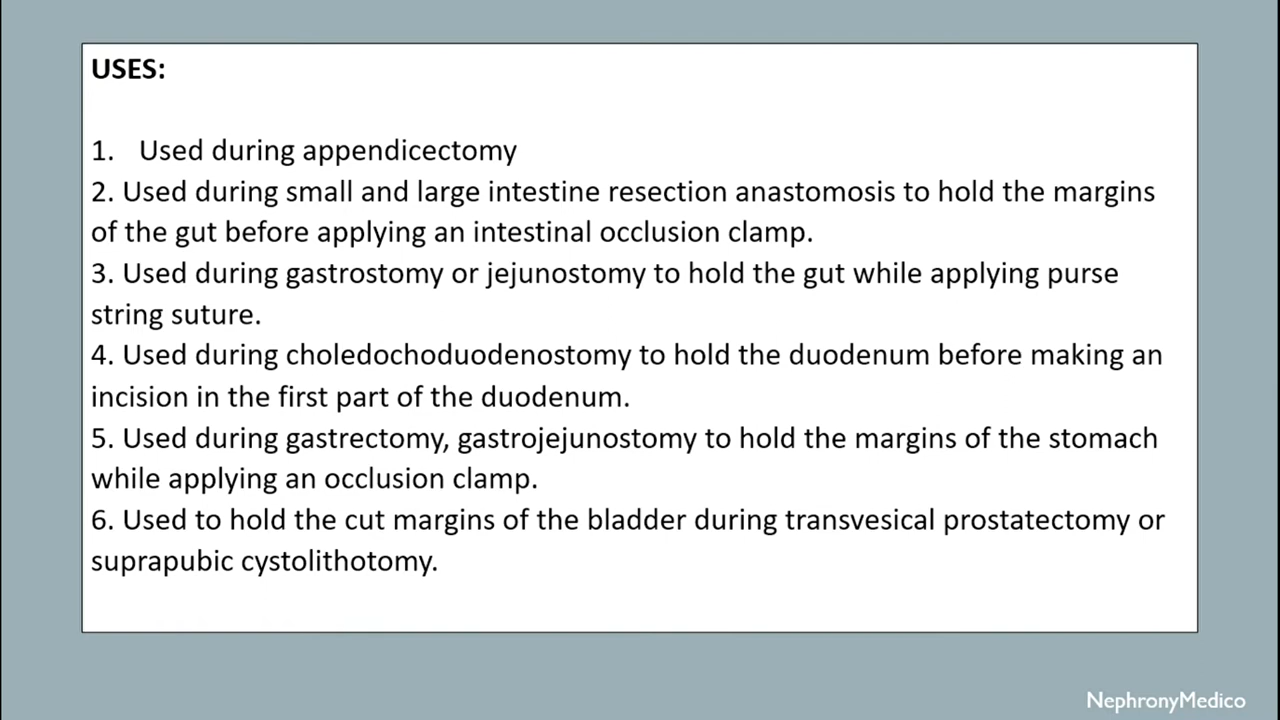 USES:
1. Used during appendicectomy
2. Used during small and large intestine resection anastomosis to hold the margins
of the gut before applying an intestinal occlusion clamp.
3. Used during gastrostomy or jejunostomy to hold the gut while applying purse
string suture.
4. Used during choledochoduodenostomy to hold the duodenum before making an
incision in the first part of the duodenum.
5. Used during gastrectomy, gastrojejunostomy to hold the margins of the stomach
while applying an occlusion clamp.
6. Used to hold the cut margins of the bladder during transvesical prostatectomy or
suprapubic cystolithotomy.
NephronyMedico